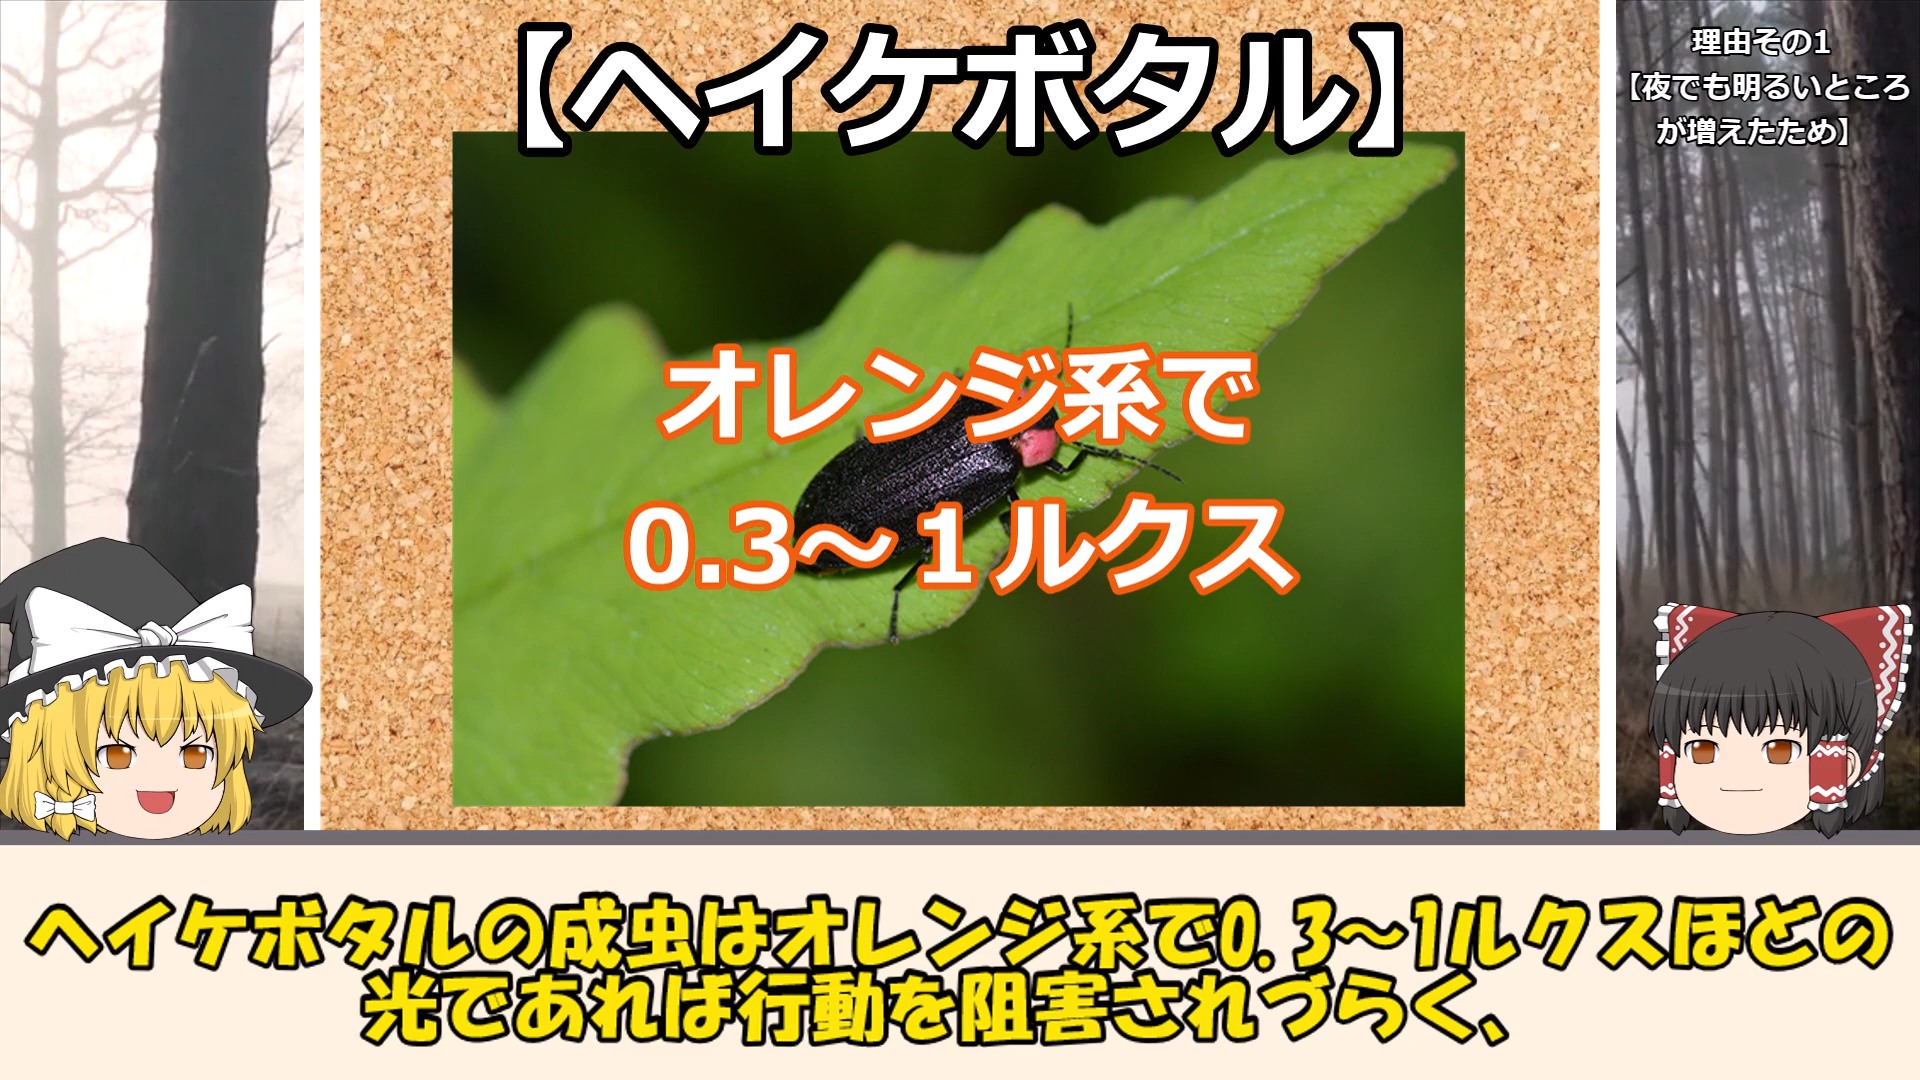 【ヘイケボタル】
理由その1
【夜でも明るいところ
が増えたため】
オレンジ系で
0.3～１ルクス
ヘイケボタルの成虫はオレンジ系で0.3～1ルクスほどの
光であれば行動を阻害されづらく、